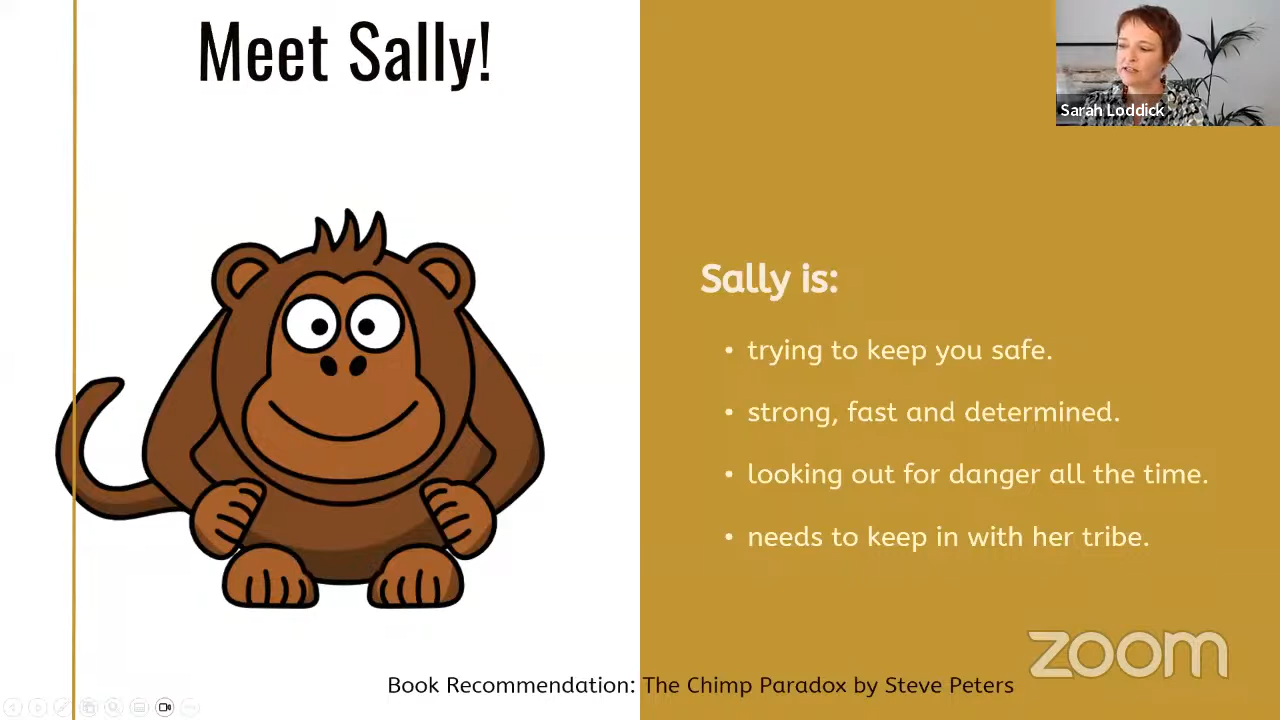 Meet Sally!
Sarah Loddick
Sally is:
• trying to keep you safe.
• strong, fast and determined.
• looking out for danger all the time.
• needs to keep in with her tribe.
zoom
Book Recommendation: The Chimp Paradox by Steve Peters